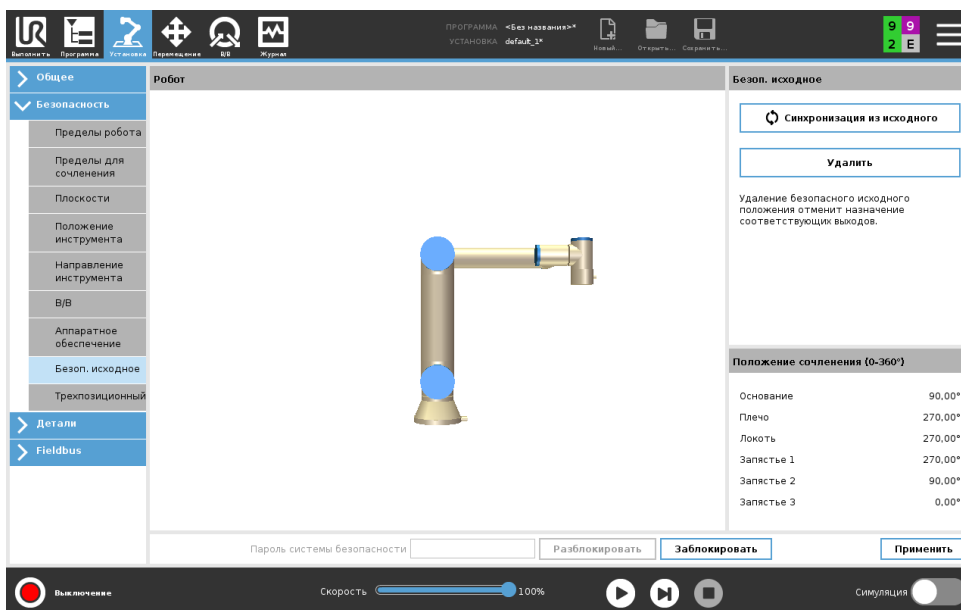 ПРОГРАММА <Без названия>*
УСТАНОВКА default_1*
Выполнить Программа Установка Перемещение В/В Журнал
Новый... Открыть... Сохранить...
9 9
2 E
Общее
Безопасность
Пределы робота
Пределы для
сочленения
Плоскости
Положение
инструмента
Направление
инструмента
В/В
Аппаратное
обеспечение
Безоп. исходное
Трехпозиционный
Детали
Fieldbus
Робот
Безоп. исходное
Синхронизация из исходного
Удалить
Удаление безопасного исходного
положения отменит назначение
соответствующих выходов.
Положение сочленения (0-360°)
Основание 90,00°
Плечо 270,00°
Локоть 270,00°
Запястье 1 270,00°
Запястье 2 90,00°
Запястье 3 0,00°
Пароль системы безопасности Разблокировать Заблокировать Применить
Выключение Скорость 100% Симуляция